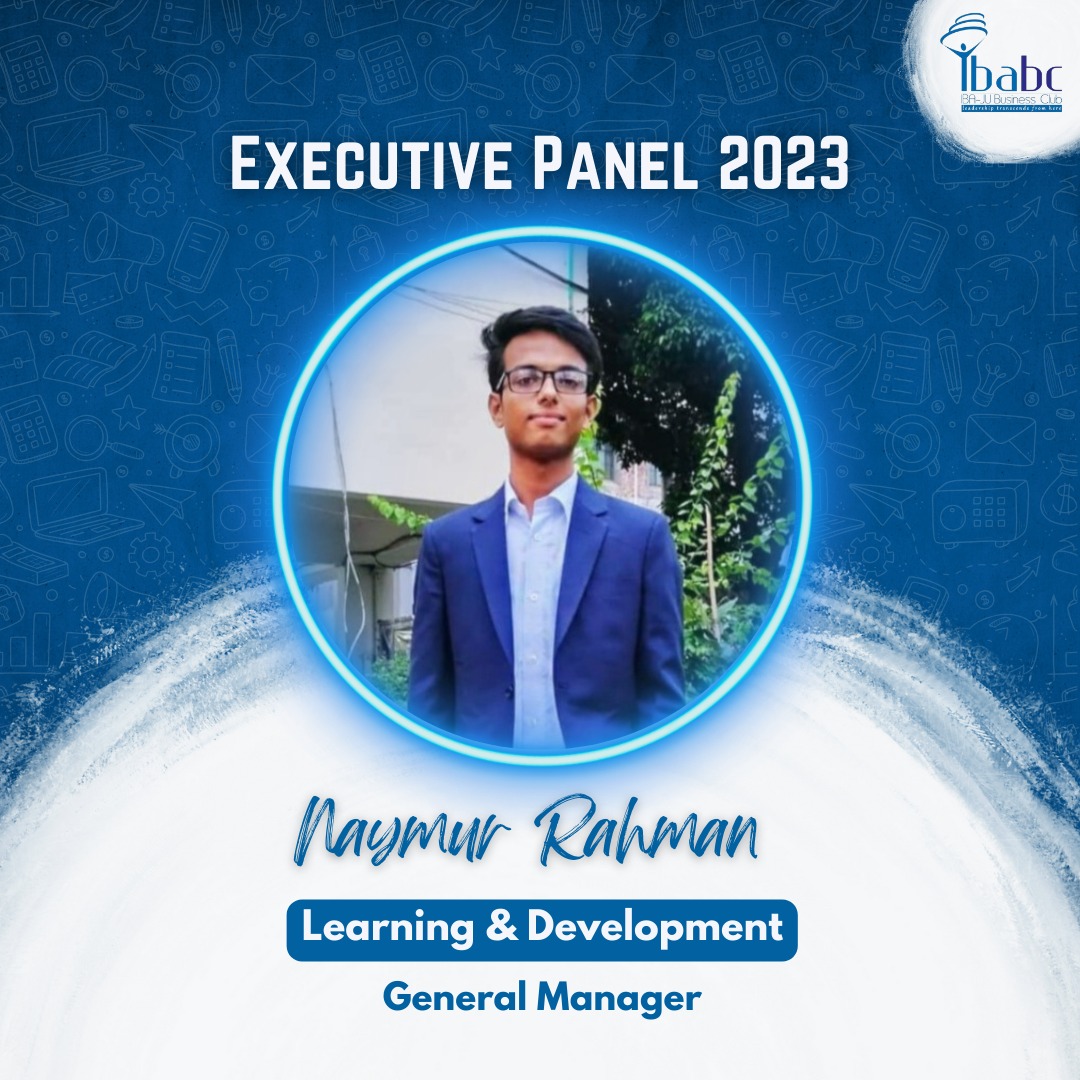 ibabc
IBA-JU Business Club
leadership transcends from here
Executive Panel 2023
Naymur Rahman
Learning & Development
General Manager